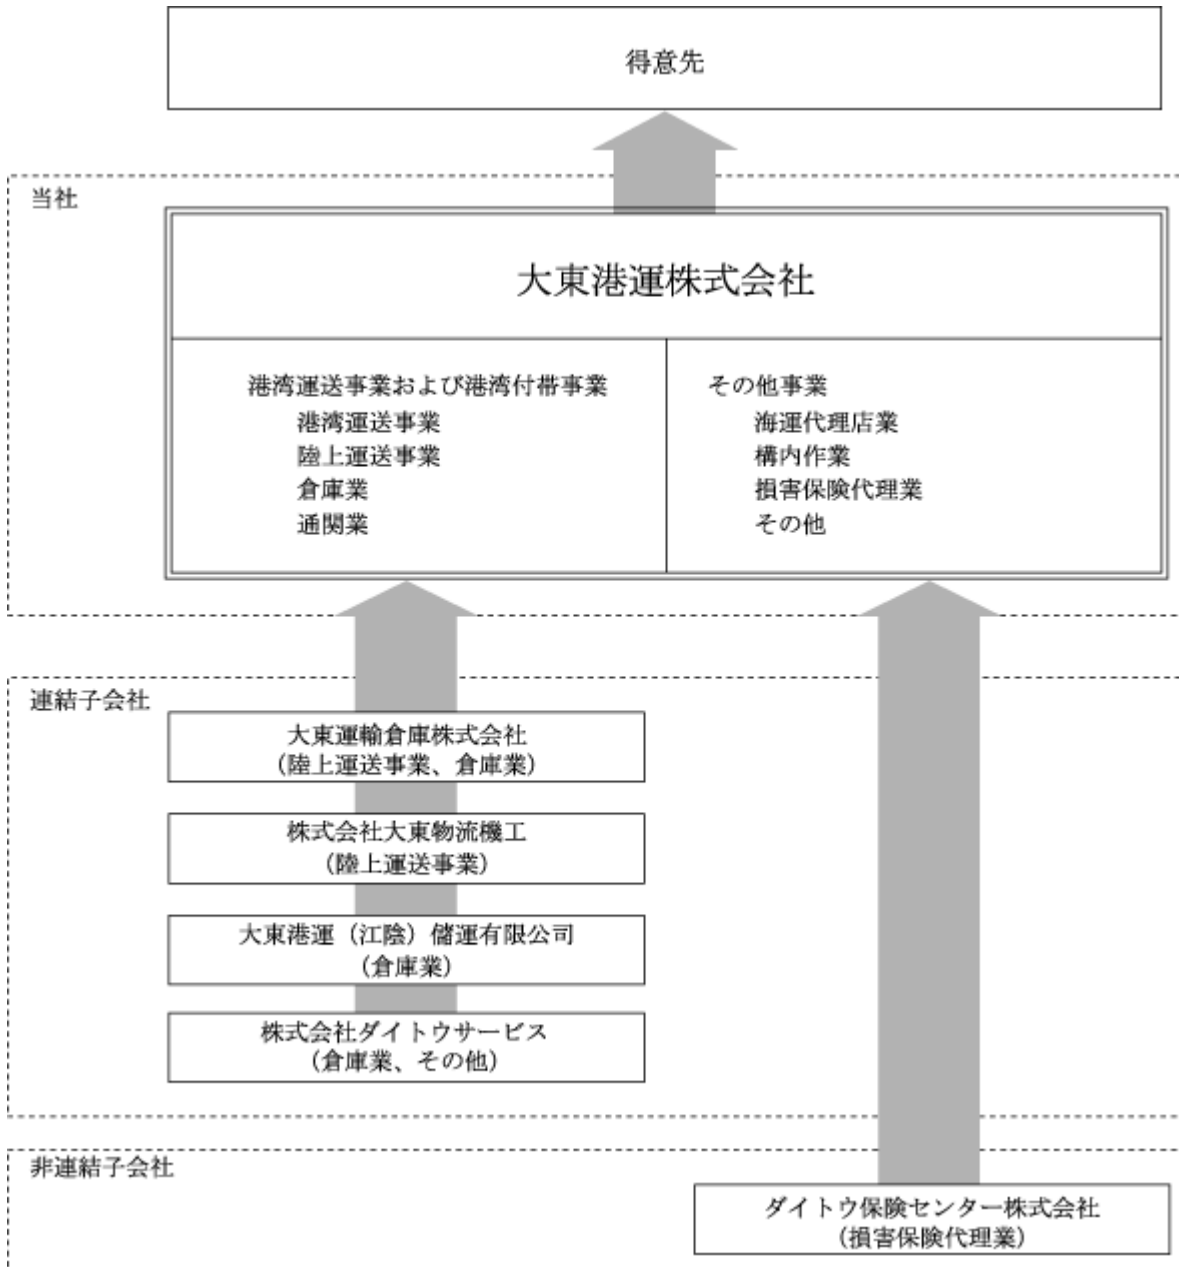 得意先
当社
大東港運株式会社
港湾運送事業および港湾付帯事業
港湾運送事業
陸上運送事業
倉庫業
通関業
その他事業
海運代理店業
構内作業
損害保険代理業
その他
連結子会社
大東運輸倉庫株式会社
(陸上運送事業、倉庫業)
株式会社大東物流機工
(陸上運送事業)
大東港運（江陰）儲運有限公司
(倉庫業)
株式会社ダイトウサービス
(倉庫業、その他)
非連結子会社
ダイトウ保険センター株式会社
(損害保険代理業)